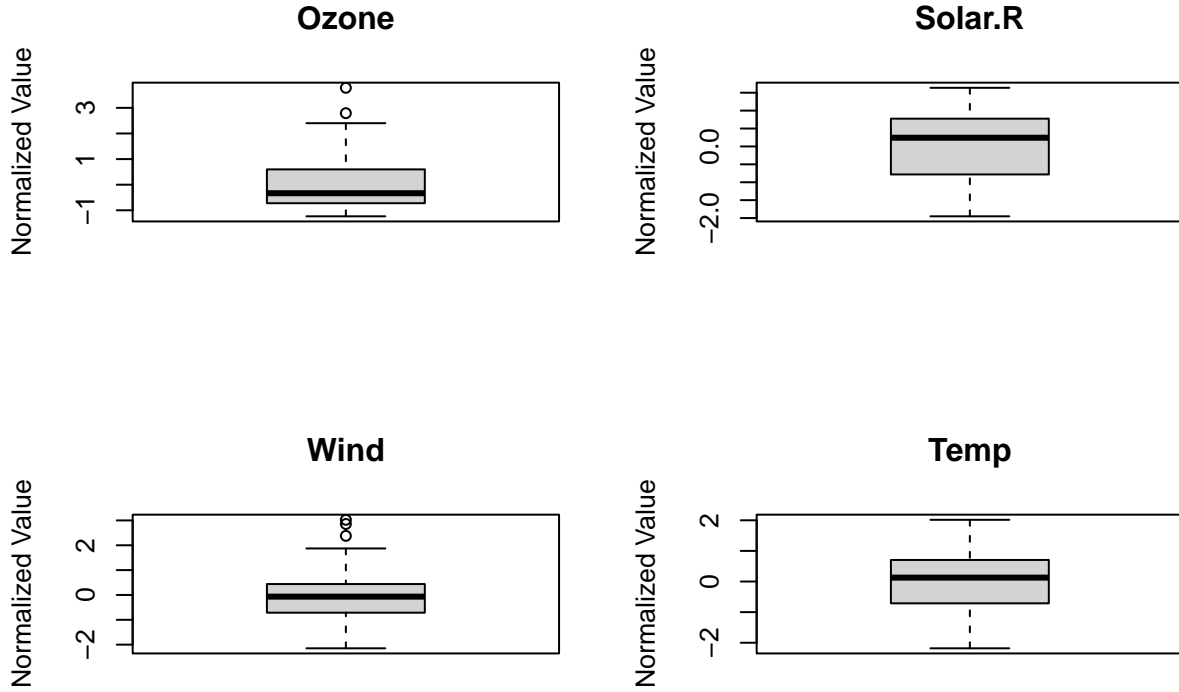 Ozone
Normalized Value
3
1
−1
Solar.R
Normalized Value
0.0
−2.0
Wind
Normalized Value
2
0
−2
Temp
Normalized Value
2
0
−2